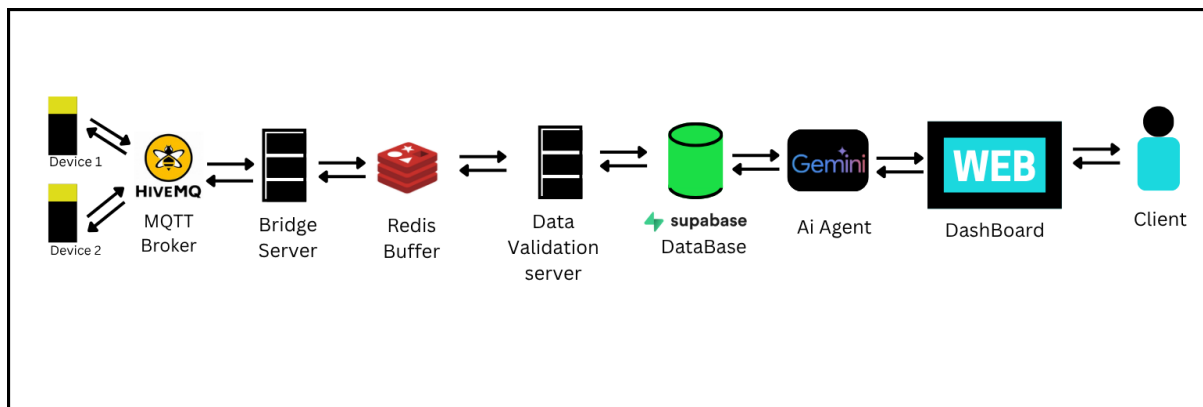 Device 1
Device 2
HIVEMQ
MQTT
Broker
Bridge
Server
Redis
Buffer
Data
Validation
server
supabase
DataBase
Gemini
Ai Agent
WEB
DashBoard
Client